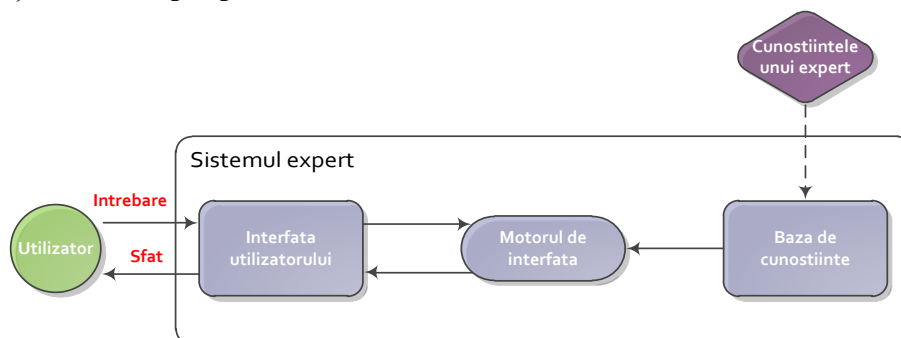 Cunostiintele
unui expert
Sistemul expert
Intrebare
Utilizator
Sfat
Interfata
utilizatorului
Motorul de
interfata
Baza de
cunostiinte